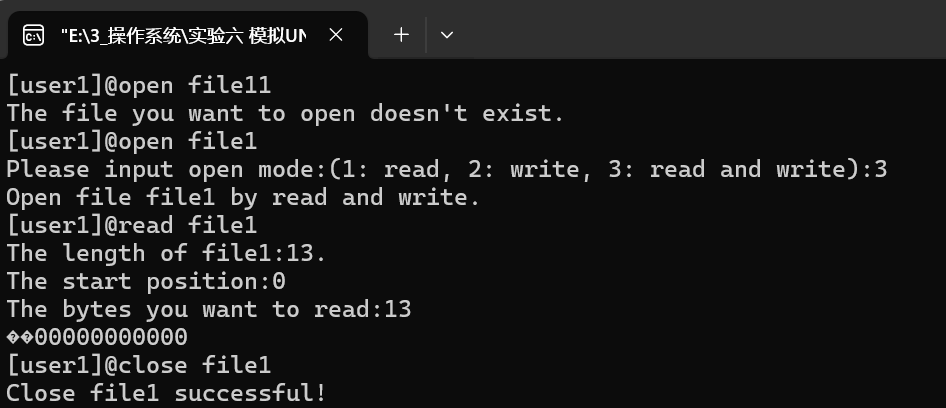 "E:\3_操作系统\实验六 模拟UN
[user1]@open file11
The file you want to open doesn't exist.
[user1]@open file1
Please input open mode:(1: read, 2: write, 3: read and write):3
Open file file1 by read and write.
[user1]@read file1
The length of file1:13.
The start position:0
The bytes you want to read:13
��00000000000
[user1]@close file1
Close file1 successful!